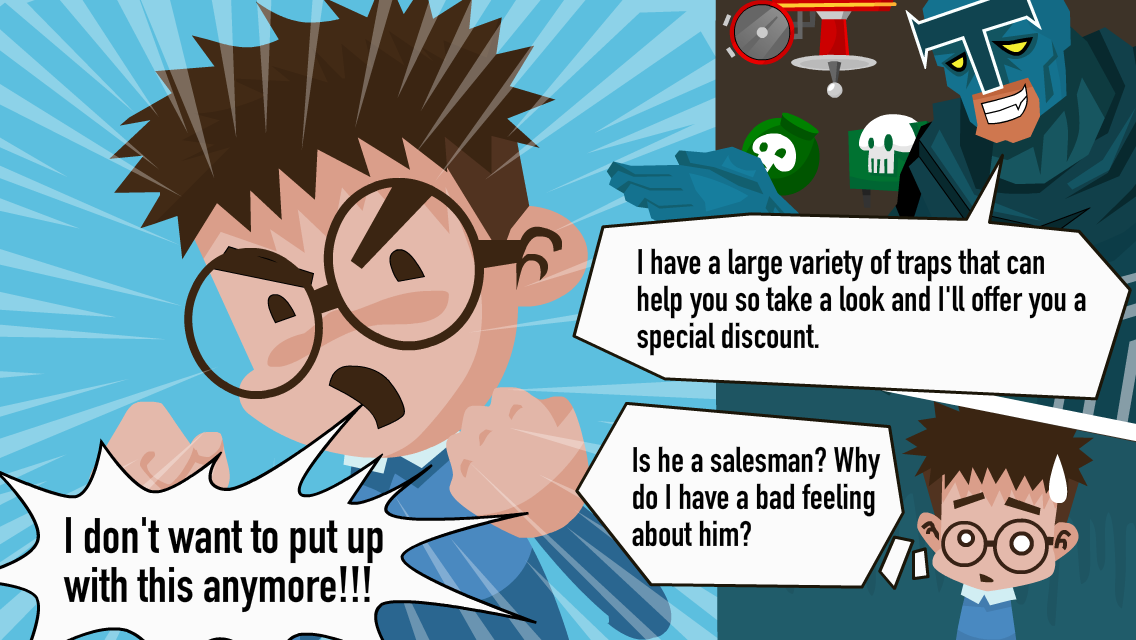 I don't want to put up
with this anymore!!!
I have a large variety of traps that can
help you so take a look and I'll offer you a
special discount.
Is he a salesman? Why
do I have a bad feeling
about him?